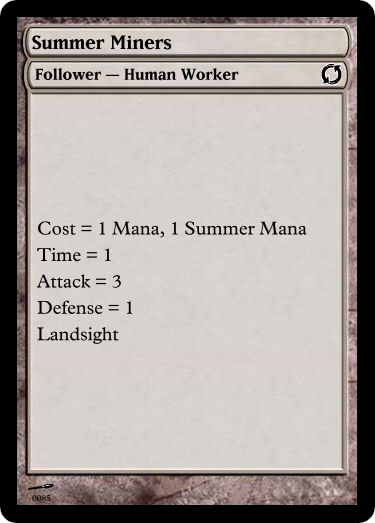 Summer Miners
Follower — Human Worker
Cost = 1 Mana, 1 Summer Mana
Time = 1
Attack = 3
Defense = 1
Landsight
0085